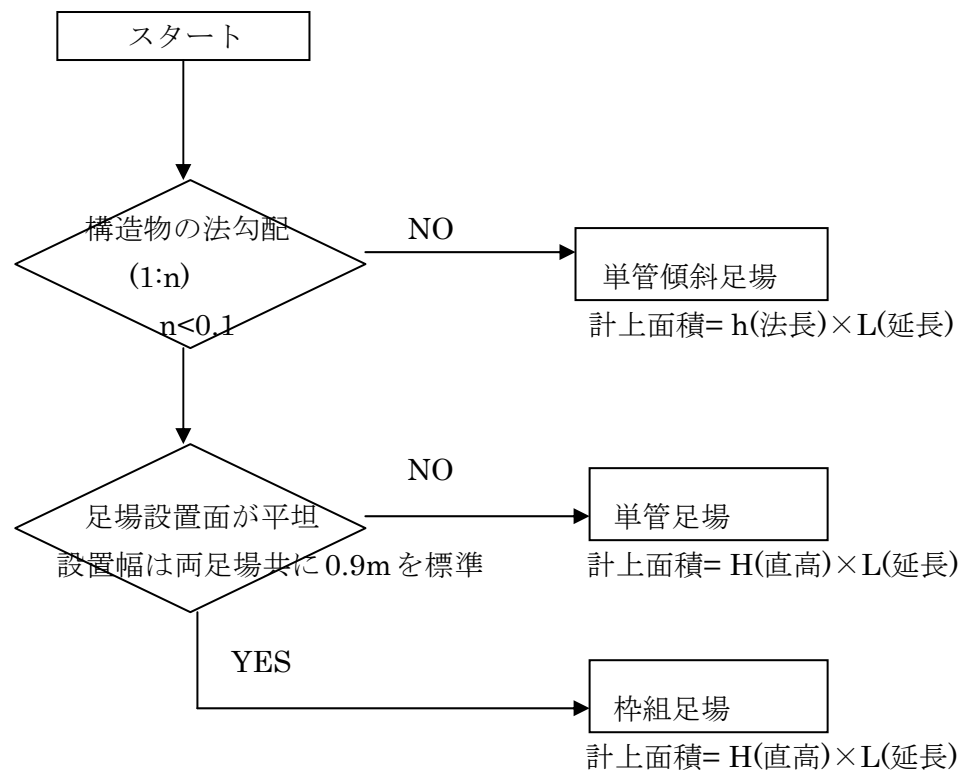 スタート
構造物の法勾配
(1:n)
n<0.1
NO
単管傾斜足場
計上面積= h(法長)×L(延長)
足場設置面が平坦
設置幅は両足場共に0.9mを標準
NO
単管足場
計上面積= H(直高)×L(延長)
YES
枠組足場
計上面積= H(直高)×L(延長)